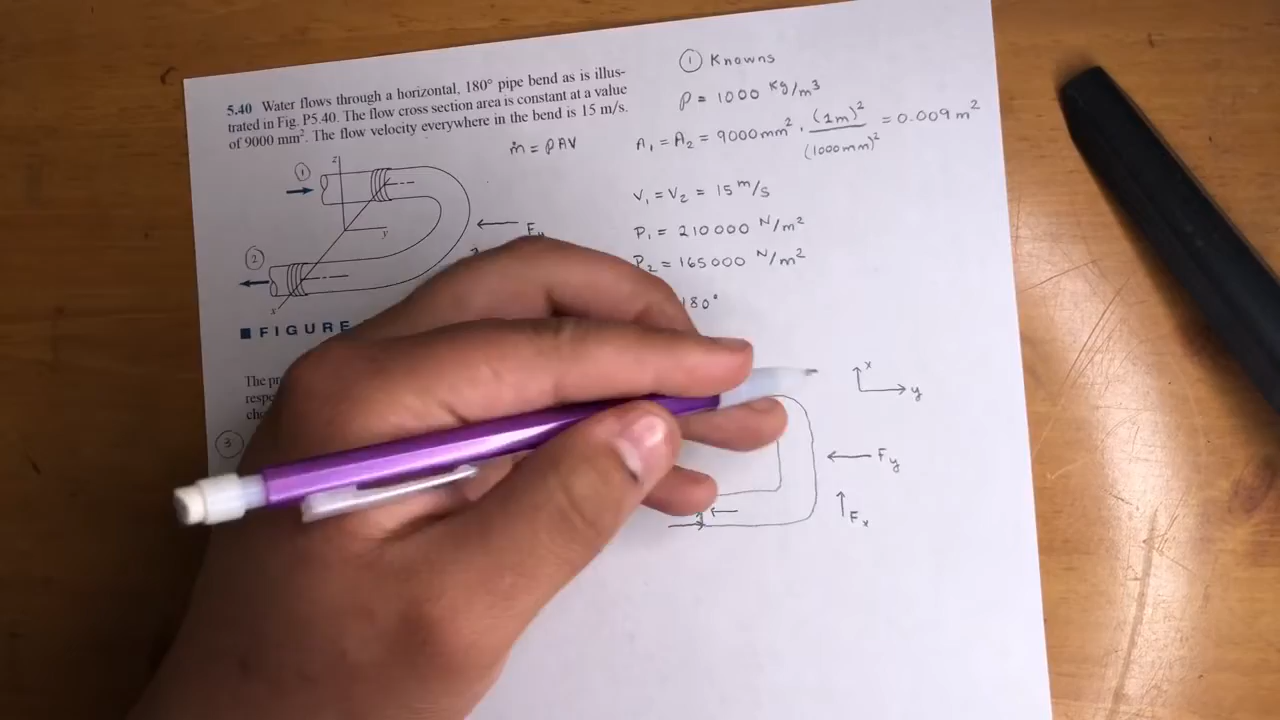 5.40 Water flows through a horizontal, 180° pipe bend as is illus-
trated in Fig. P5.40. The flow cross section area is constant at a value
of 9000 mm². The flow velocity everywhere in the bend is 15 m/s.
ṁ = ρAV
①
z
y
F
②
x
■ FIGURE
The
③
① Knowns
ρ = 1000 kg/m³
A₁ = A₂ = 9000mm² · (1m)²/(1000mm)² = 0.009 m²
V₁ = V₂ = 15 m/s
P₁ = 210000 N/m²
P₂ = 165000 N/m²
180°
x
y
Fy
Fx